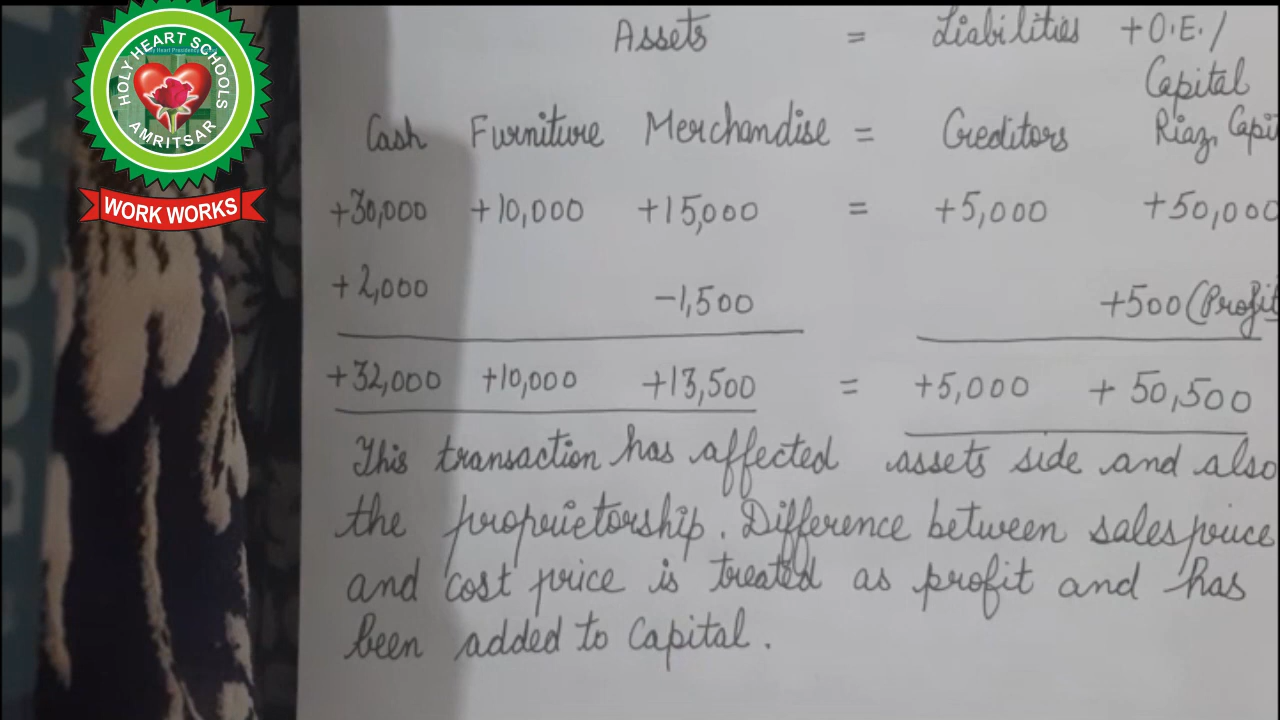 HOLY HEART SCHOOLS
AMRITSAR
WORK WORKS
Assets = Liabilities + O.E. /
Capital
Cash Furniture Merchandise = Creditors Riaz, Capi
+30,000 +10,000 +15,000 = +5,000 +50,000
+2,000 -1,500 +500 (Profit
+32,000 +10,000 +13,500 = +5,000 + 50,500
This transaction has affected assets side and also
the proprietorship. Difference between sales price
and cost price is treated as profit and has
been added to Capital.